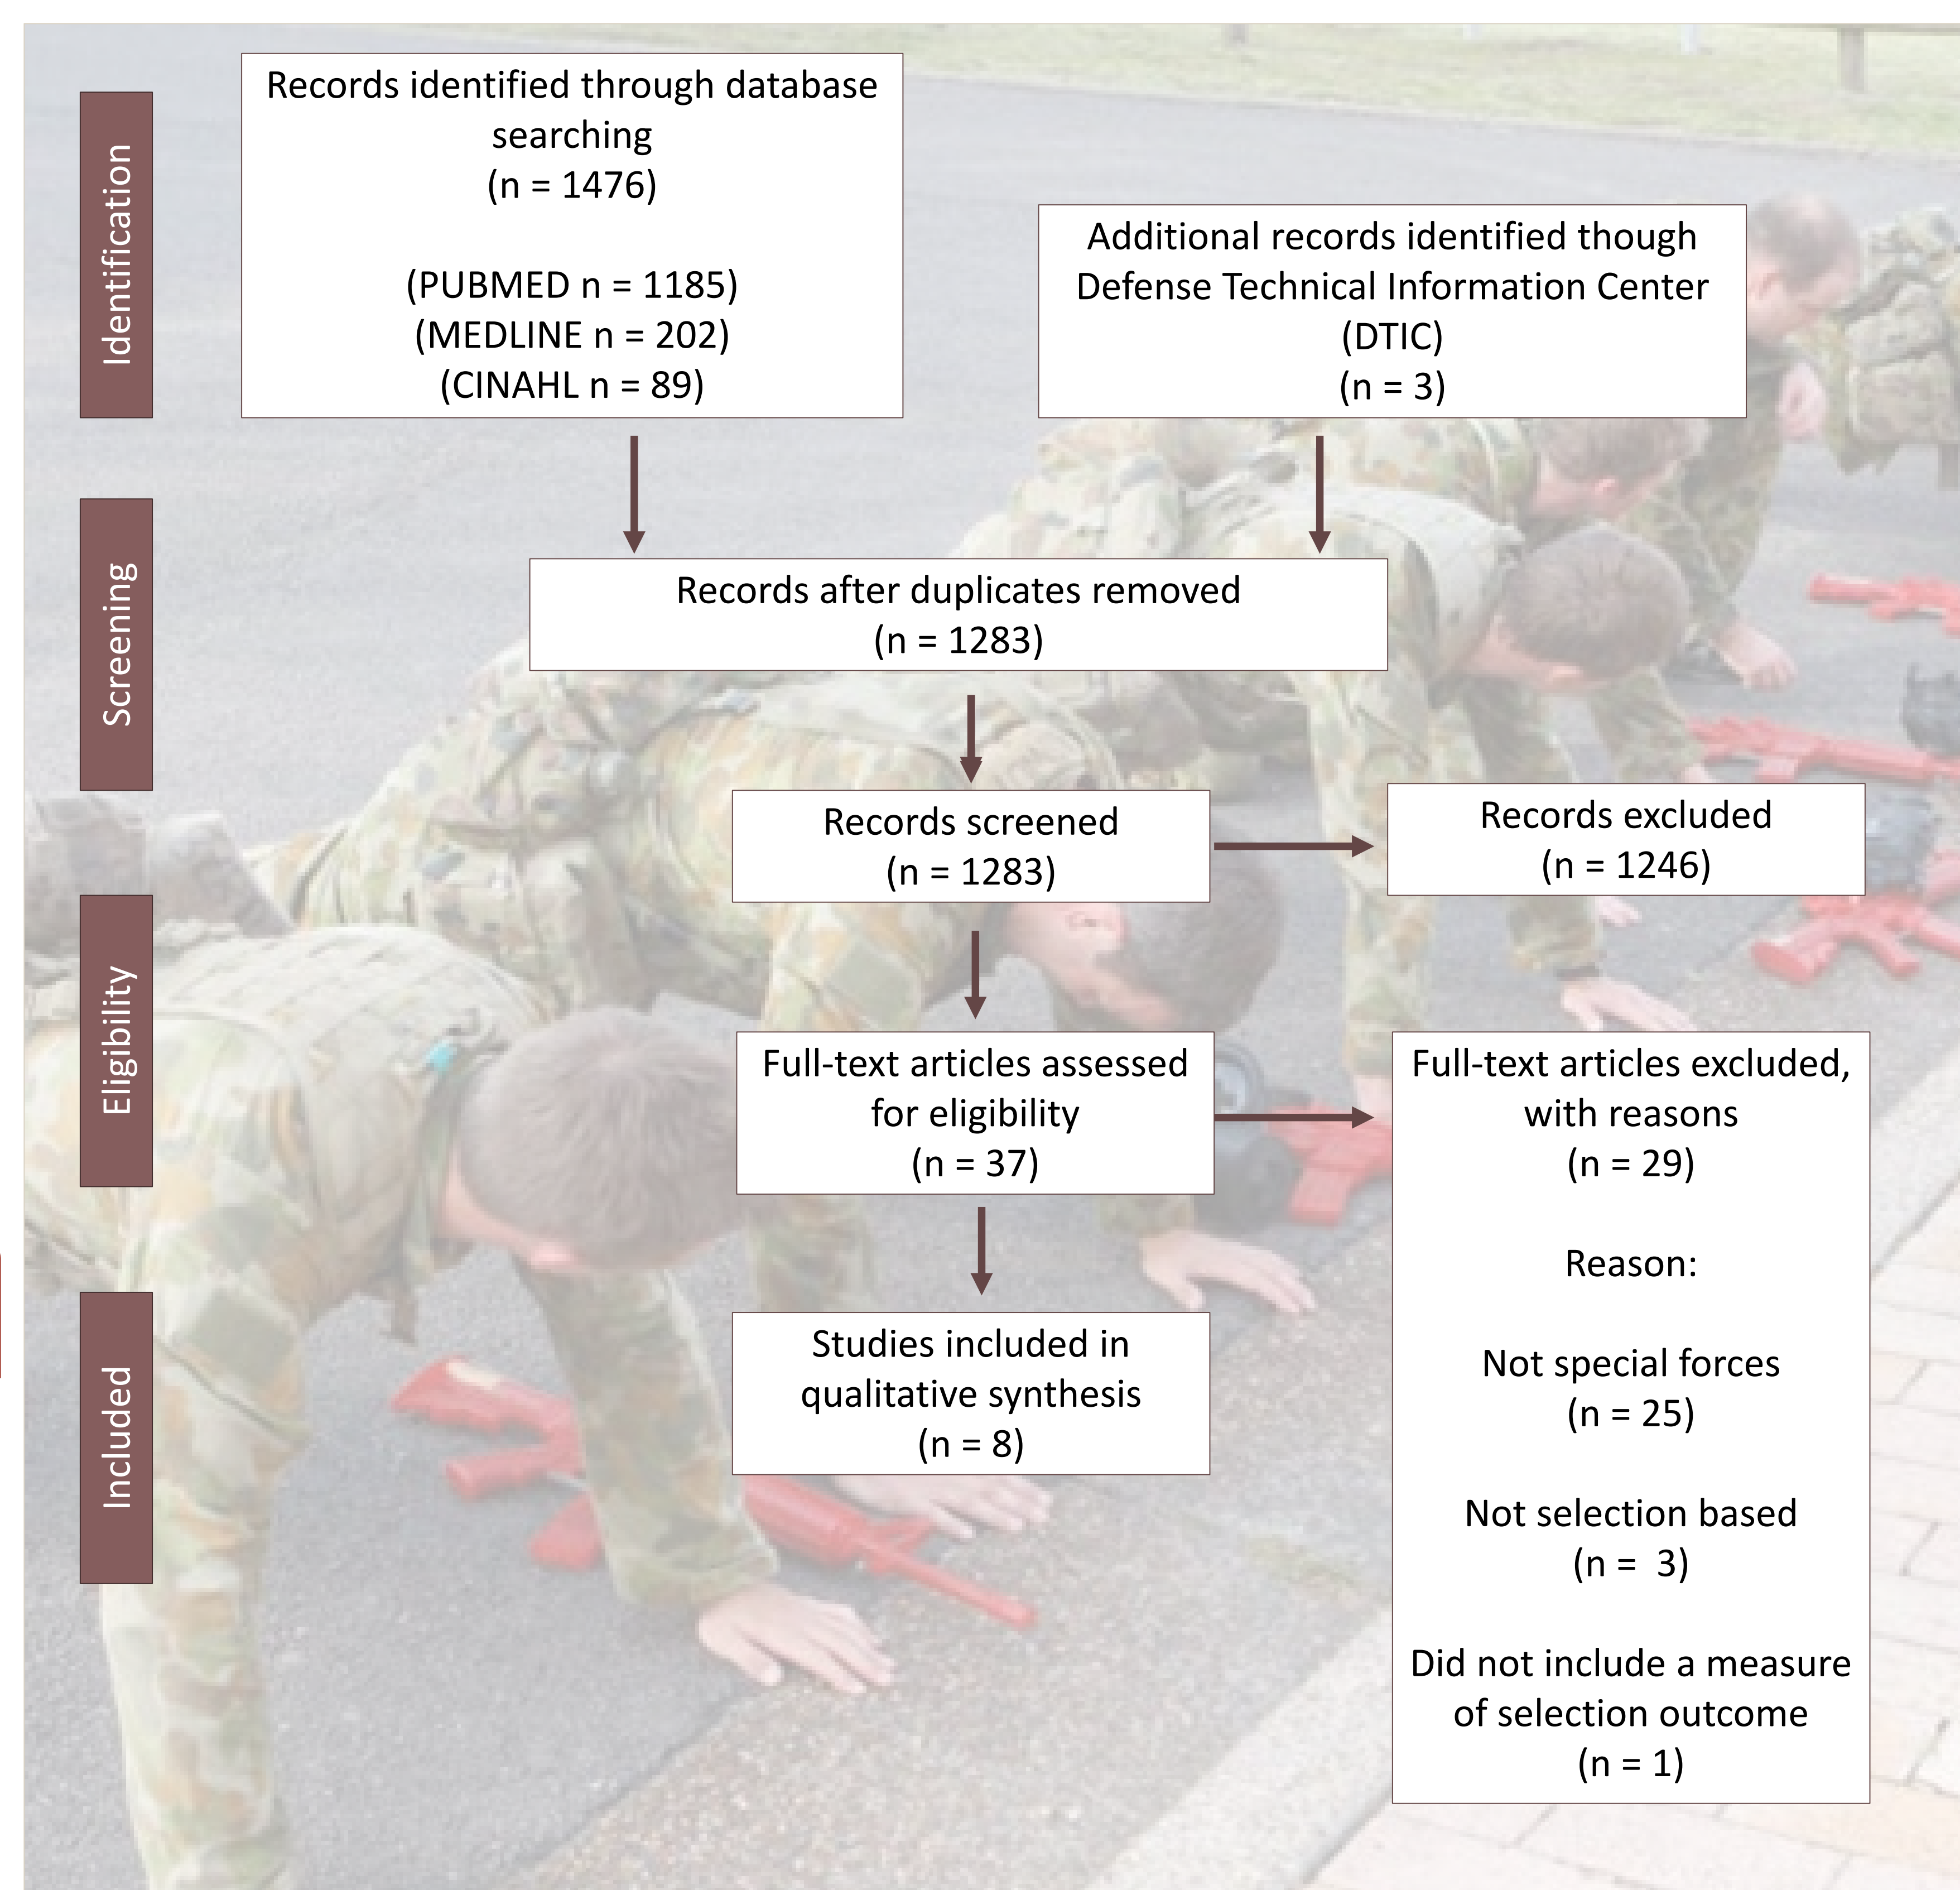 Identification
Records identified through database
searching
(n = 1476)
(PUBMED n = 1185)
(MEDLINE n = 202)
(CINAHL n = 89)
Additional records identified though
Defense Technical Information Center
(DTIC)
(n = 3)
Screening
Records after duplicates removed
(n = 1283)
Records screened
(n = 1283)
Records excluded
(n = 1246)
Eligibility
Full-text articles assessed
for eligibility
(n = 37)
Full-text articles excluded,
with reasons
(n = 29)
Reason:
Not special forces
(n = 25)
Not selection based
(n =  3)
Did not include a measure
of selection outcome
(n = 1)
Included
Studies included in
qualitative synthesis
(n = 8)